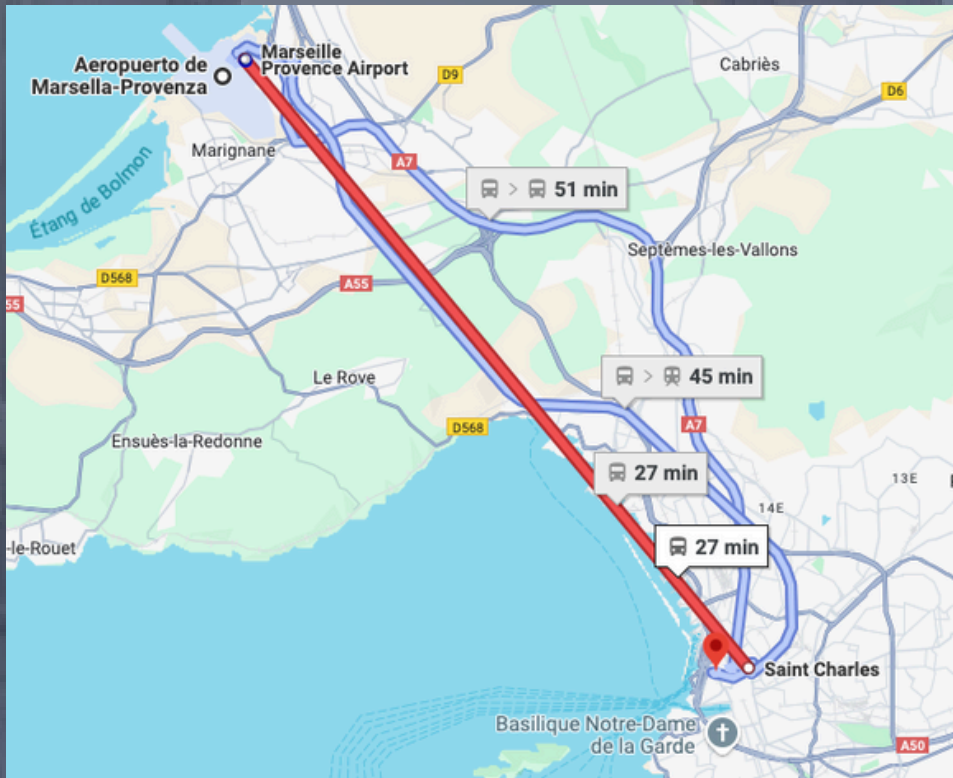 Marseille
Provence Airport
Aeropuerto de
Marsella-Provenza
Cabriès
D9
D6
Marignane
A7
Étang de Bolmon
> 51 min
Septèmes-les-Vallons
D568
A55
55
Le Rove
> 45 min
D568
A7
Ensuès-la-Redonne
27 min
13E
14E
-le-Rouet
27 min
Saint Charles
Basilique Notre-Dame
de la Garde
A50